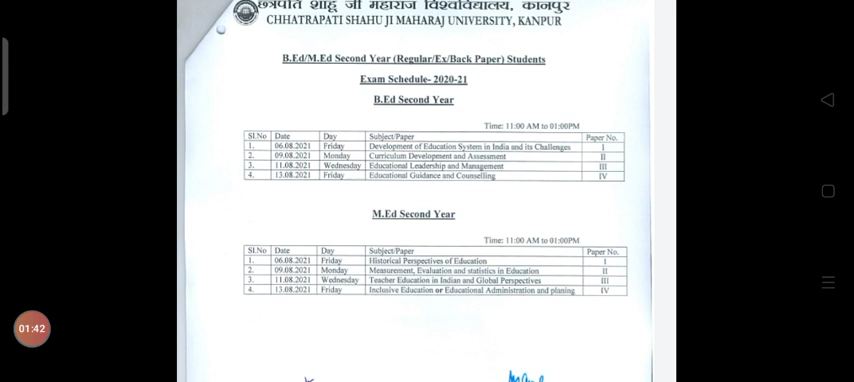 छत्रपति शाहू जी महाराज विश्वविद्यालय, कानपुर
CHHATRAPATI SHAHU JI MAHARAJ UNIVERSITY, KANPUR
B.Ed/M.Ed Second Year (Regular/Ex/Back Paper) Students
Exam Schedule- 2020-21
B.Ed Second Year
Time: 11:00 AM to 01:00PM
Sl.No Date Day Subject/Paper Paper No.
1. 06.08.2021 Friday Development of Education System in India and its Challenges I
2. 09.08.2021 Monday Curriculum Development and Assessment II
3. 11.08.2021 Wednesday Educational Leadership and Management III
4. 13.08.2021 Friday Educational Guidance and Counselling IV
M.Ed Second Year
Time: 11:00 AM to 01:00PM
Sl.No Date Day Subject/Paper Paper No.
1. 06.08.2021 Friday Historical Perspectives of Education I
2. 09.08.2021 Monday Measurement, Evaluation and statistics in Education II
3. 11.08.2021 Wednesday Teacher Education in Indian and Global Perspectives III
4. 13.08.2021 Friday Inclusive Education or Educational Administration and planing IV
01:42